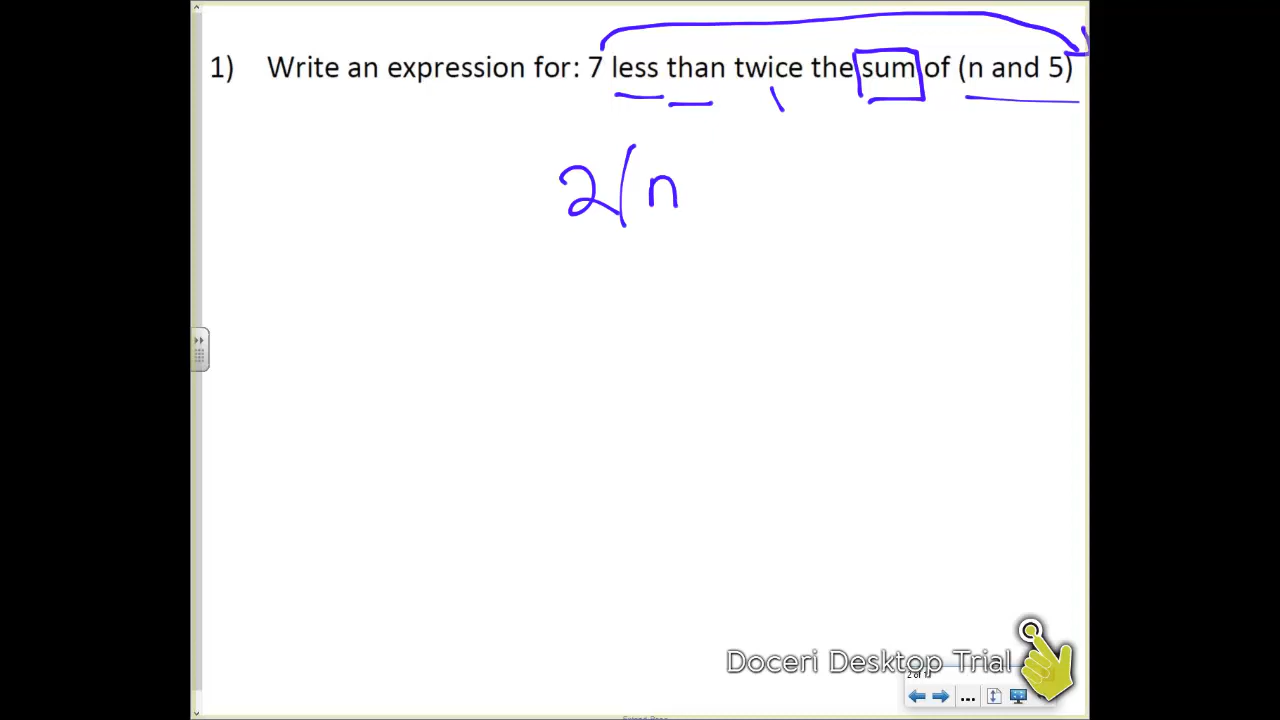 1) Write an expression for: 7 less than twice the sum of (n and 5)
2(n
Doceri Desktop Trial